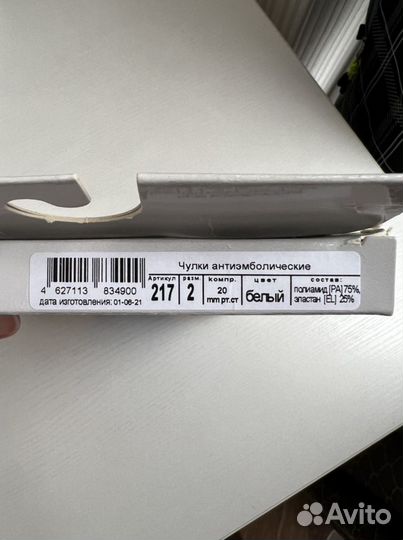 Чулки антиэмболические
Артикул разм. компр. цвет состав:
217 2 20 mm рт.ст белый полиамид [PA]75%, эластан [EL] 25%
4 627113 834900
дата изготовления: 01-06-21
Avito